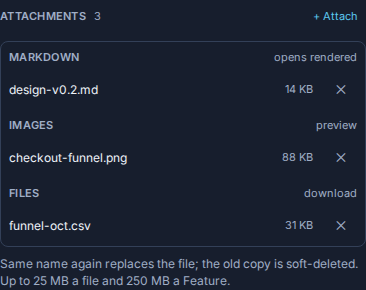 ATTACHMENTS 3 + Attach
MARKDOWN opens rendered
design-v0.2.md 14 KB ×
IMAGES preview
checkout-funnel.png 88 KB ×
FILES download
funnel-oct.csv 31 KB ×
Same name again replaces the file; the old copy is soft-deleted.
Up to 25 MB a file and 250 MB a Feature.